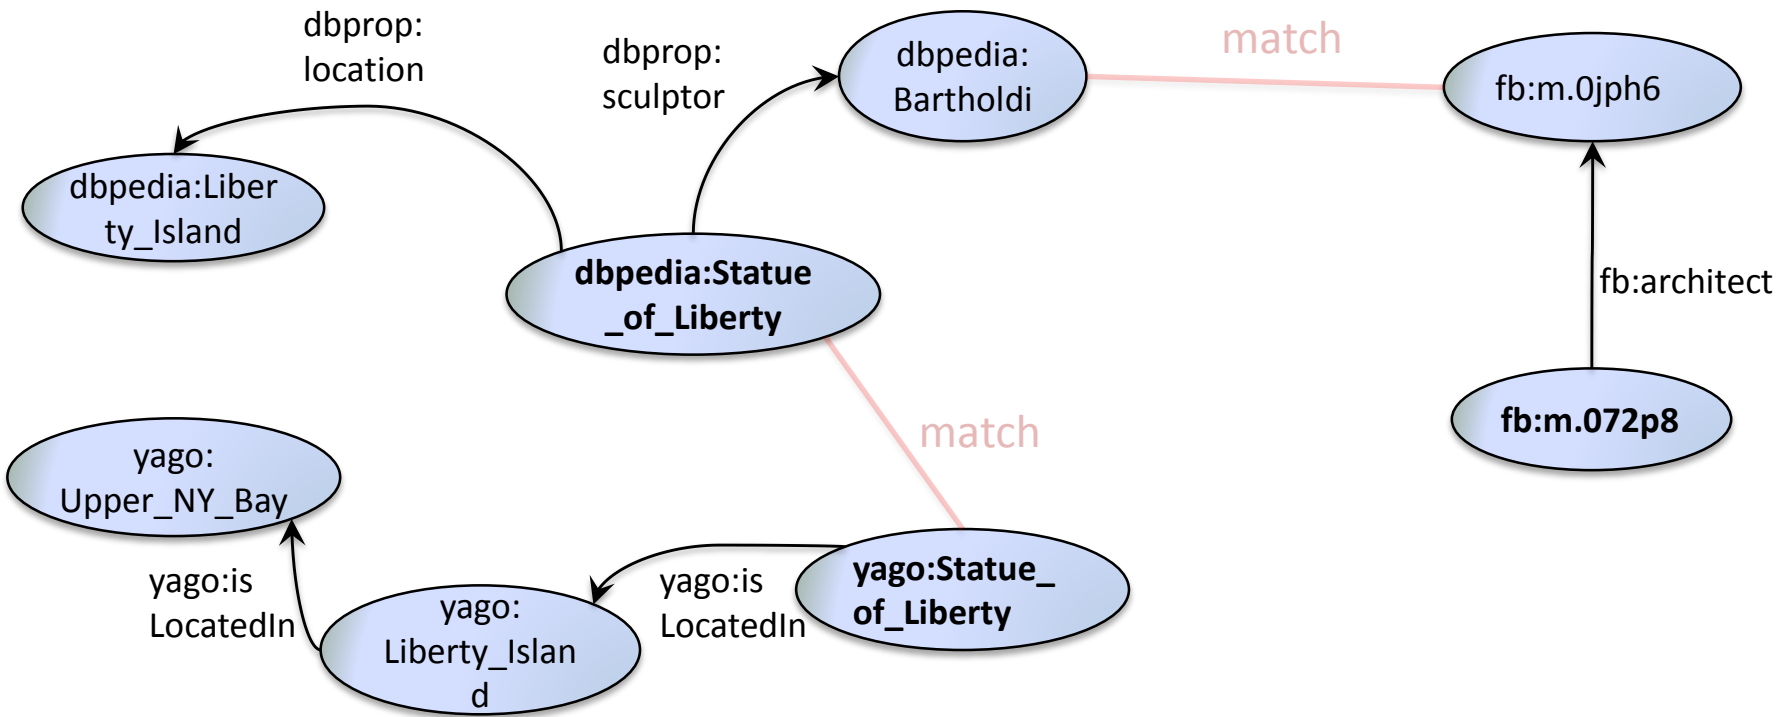 dbprop:
location
dbprop:
sculptor
dbpedia:
Bartholdi
match
fb:m.0jph6
dbpedia:Liber
ty_Island
dbpedia:Statue
_of_Liberty
fb:architect
match
fb:m.072p8
yago:
Upper_NY_Bay
yago:is
LocatedIn
yago:
Liberty_Islan
d
yago:is
LocatedIn
yago:Statue_
of_Liberty